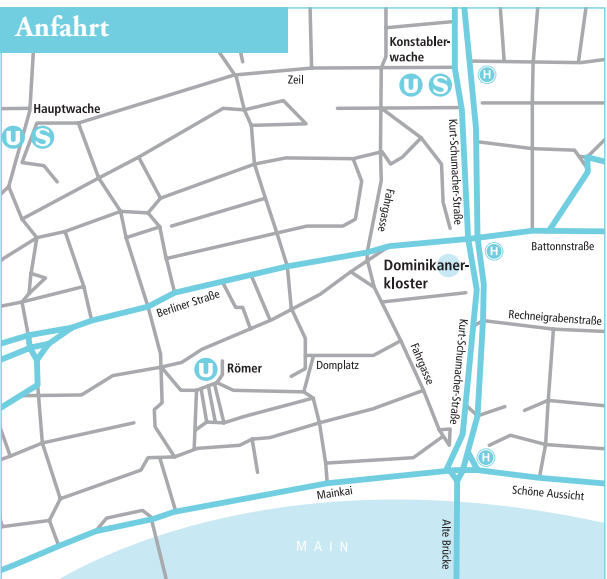 Anfahrt
Konstabler-
wache
U S
H
Zeil
Hauptwache
U S
Kurt-Schumacher-Straße
Fahrgasse
Battonnstraße
H
Dominikaner-
kloster
Berliner Straße
Rechneigrabenstraße
Kurt-Schumacher-Straße
Fahrgasse
U Römer
Domplatz
H
Mainkai
Schöne Aussicht
Alte Brücke
MAIN